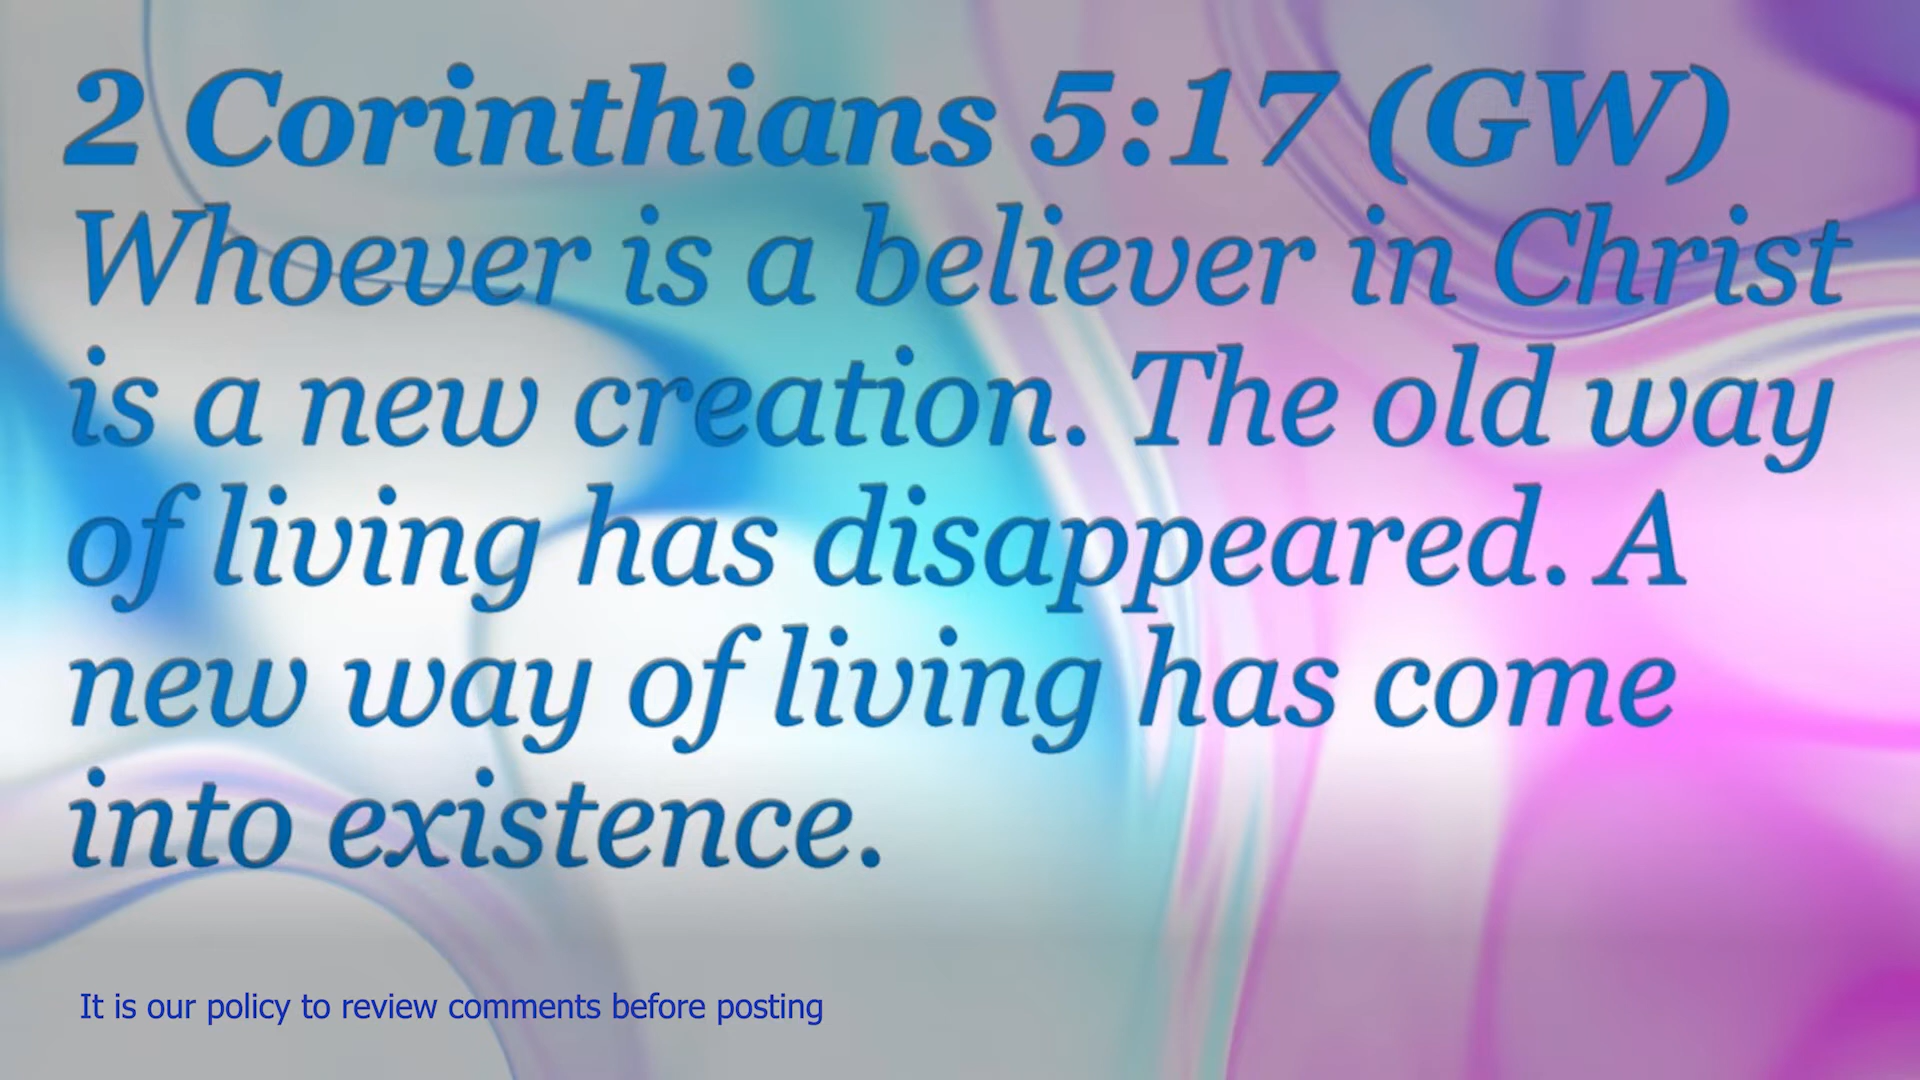 2 Corinthians 5:17 (GW)
Whoever is a believer in Christ
is a new creation. The old way
of living has disappeared. A
new way of living has come
into existence.
It is our policy to review comments before posting